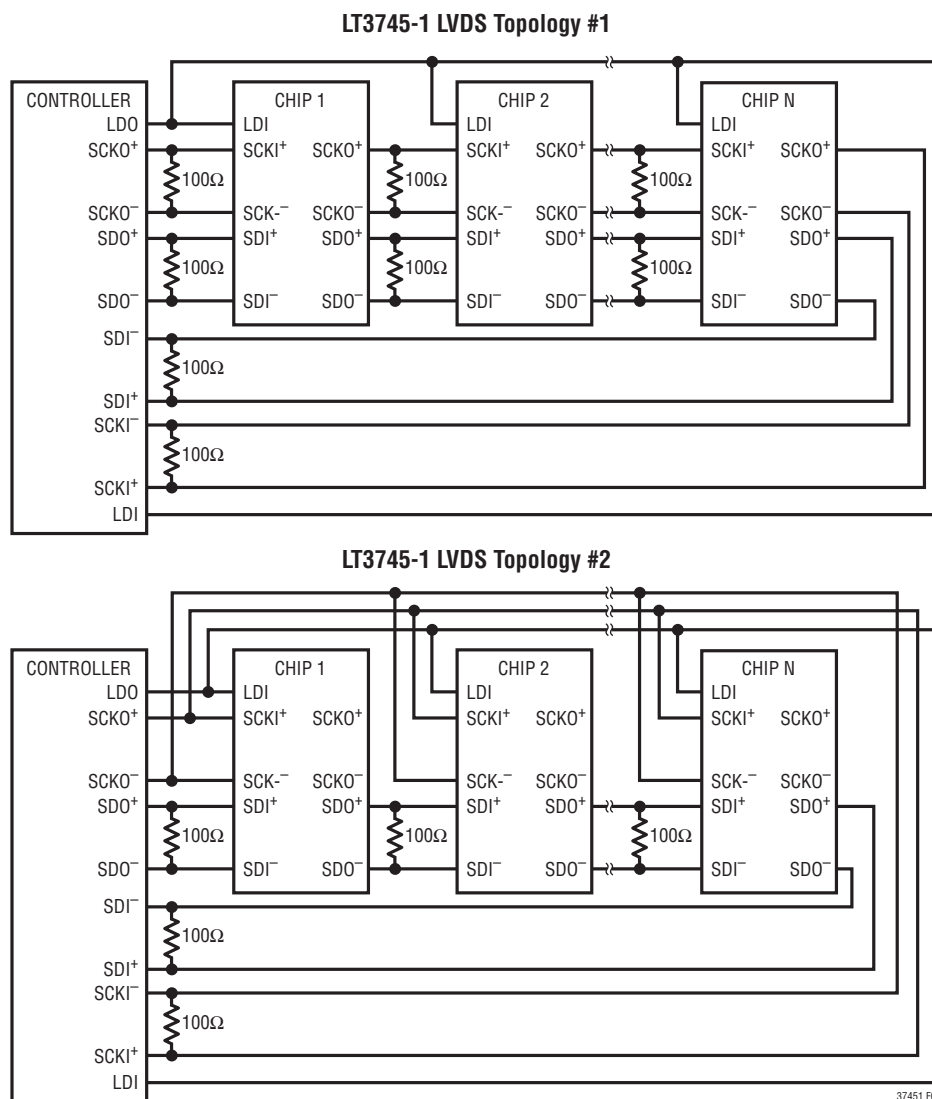 LT3745-1 LVDS Topology #1
CONTROLLER CHIP 1 CHIP 2 CHIP N
LDO LDI LDI LDI
SCKO⁺ SCKI⁺ SCKO⁺ SCKI⁺ SCKO⁺ SCKI⁺ SCKO⁺
100Ω 100Ω 100Ω
SCKO⁻ SCK-⁻ SCKO⁻ SCK-⁻ SCKO⁻ SCK-⁻ SCKO⁻
SDO⁺ SDI⁺ SDO⁺ SDI⁺ SDO⁺ SDI⁺ SDO⁺
100Ω 100Ω 100Ω
SDO⁻ SDI⁻ SDO⁻ SDI⁻ SDO⁻ SDI⁻ SDO⁻
SDI⁻
100Ω
SDI⁺
SCKI⁻
100Ω
SCKI⁺
LDI
LT3745-1 LVDS Topology #2
CONTROLLER CHIP 1 CHIP 2 CHIP N
LDO LDI LDI LDI
SCKO⁺ SCKI⁺ SCKO⁺ SCKI⁺ SCKO⁺ SCKI⁺ SCKO⁺
SCKO⁻ SCK-⁻ SCKO⁻ SCK-⁻ SCKO⁻ SCK-⁻ SCKO⁻
SDO⁺ SDI⁺ SDO⁺ SDI⁺ SDO⁺ SDI⁺ SDO⁺
100Ω 100Ω 100Ω
SDO⁻ SDI⁻ SDO⁻ SDI⁻ SDO⁻ SDI⁻ SDO⁻
SDI⁻
100Ω
SDI⁺
SCKI⁻
100Ω
SCKI⁺
LDI
37451